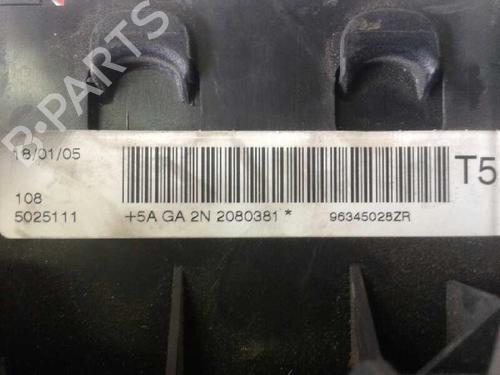 B-PARTS
18/01/05
T5
108
5025111
+5A GA 2N 2080381 *
96345028ZR